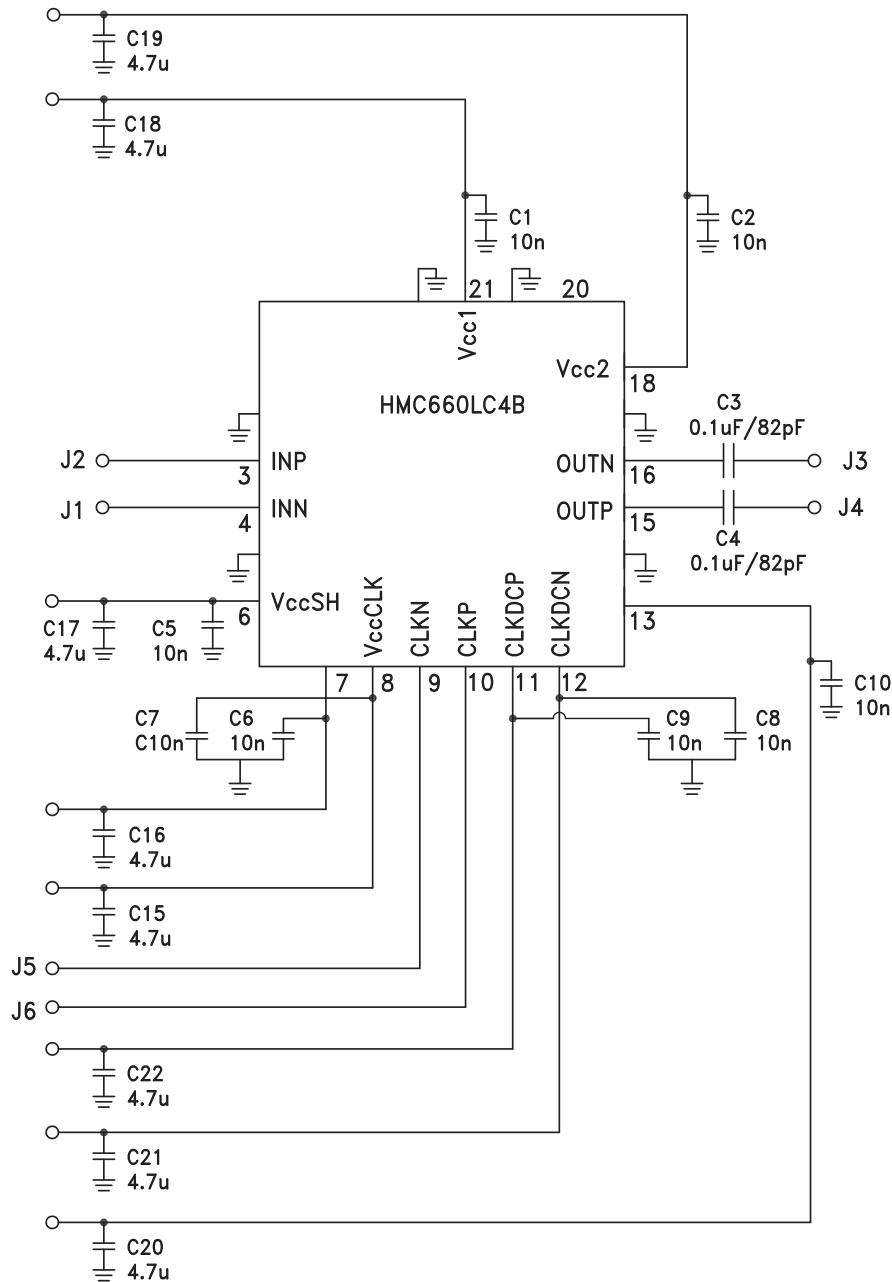 C19
4.7u
C18
4.7u
C1
10n
C2
10n
21
20
Vcc1
Vcc2
18
HMC660LC4B
C3
0.1uF/82pF
J2
INP
3
OUTN
16
J3
J1
INN
4
OUTP
15
J4
C4
0.1uF/82pF
VccSH
6
C17
4.7u
C5
10n
VccCLK
CLKN
CLKP
CLKDCP
CLKDCN
13
7
8
9
10
11
12
C10
10n
C7
C10n
C6
10n
C9
10n
C8
10n
C16
4.7u
C15
4.7u
J5
J6
C22
4.7u
C21
4.7u
C20
4.7u